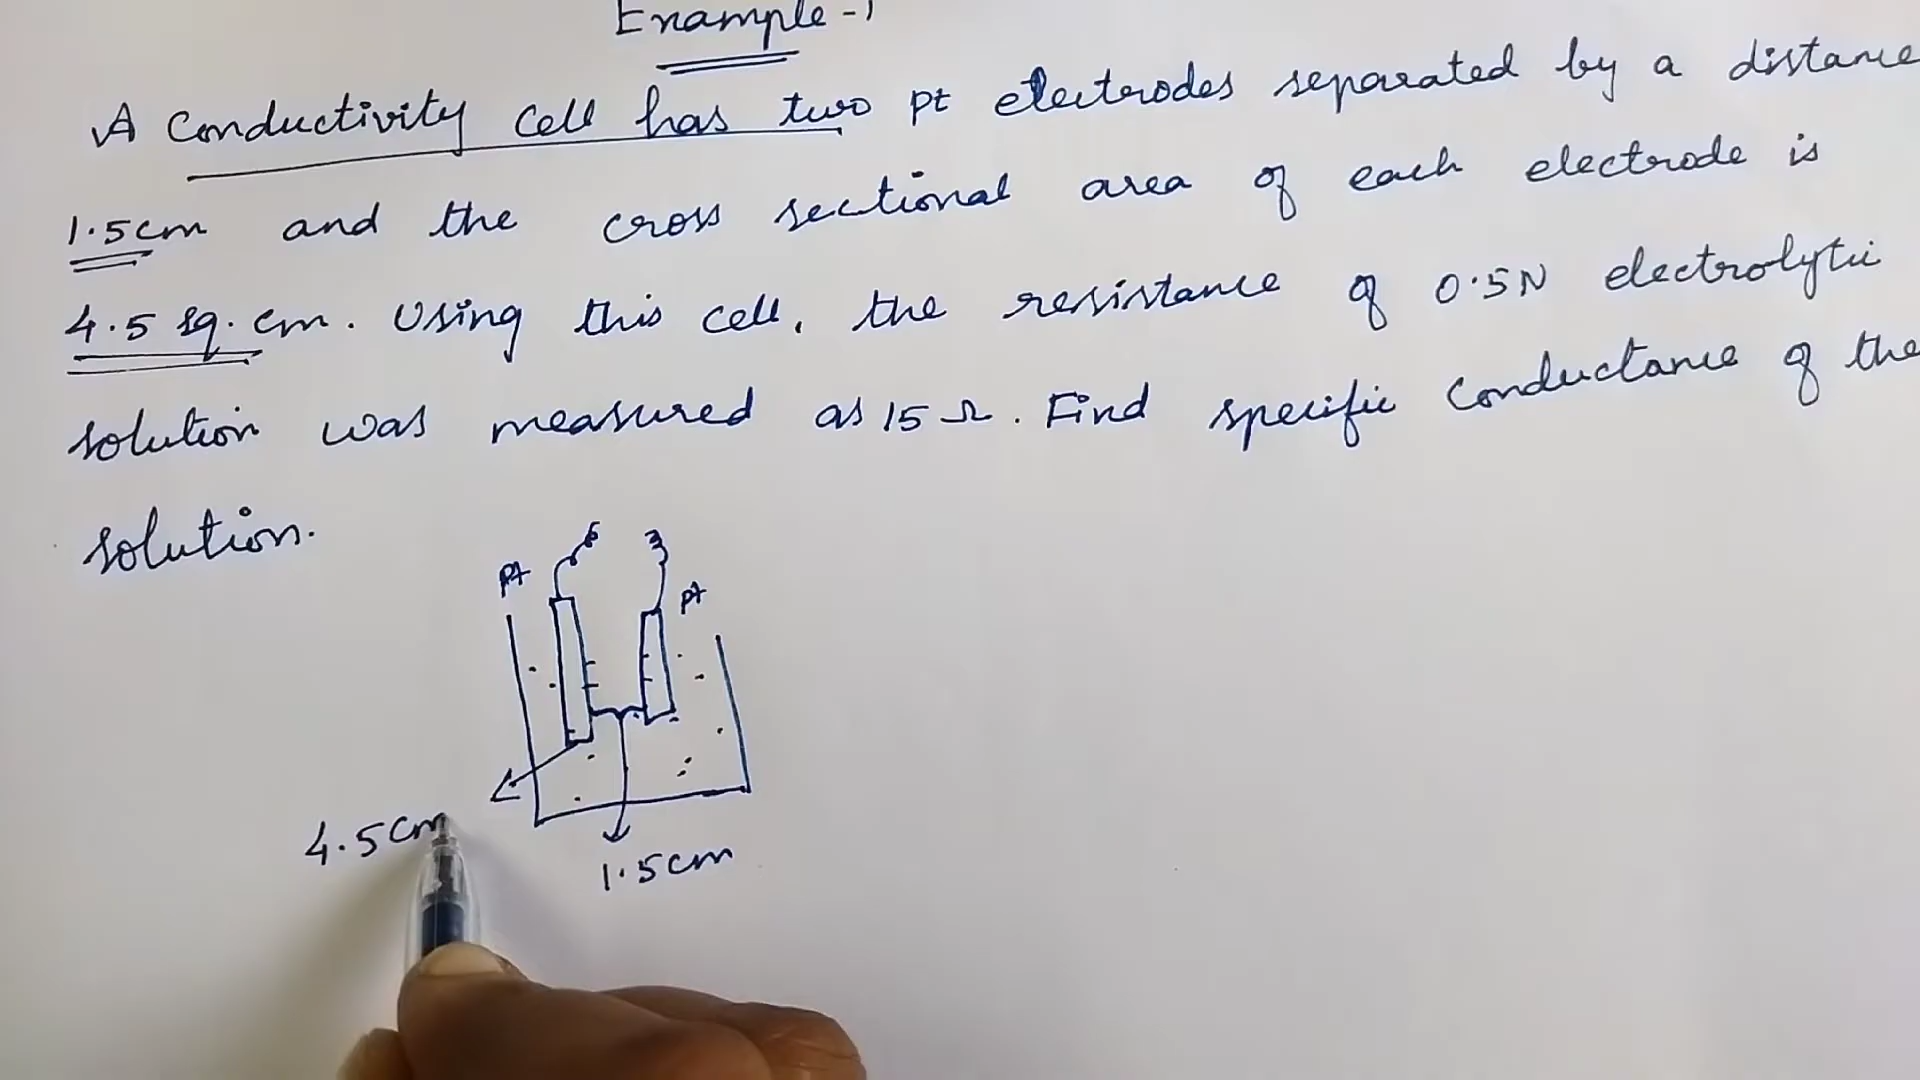 Example-1
A Conductivity cell has two Pt electrodes separated by a distance
1.5cm and the cross sectional area of each electrode is
4.5 sq. cm. Using this cell, the resistance of 0.5N electrolytic
solution was measured as 15 Ω. Find specific conductance of the
solution.
Pt
Pt
4.5cm
1.5cm